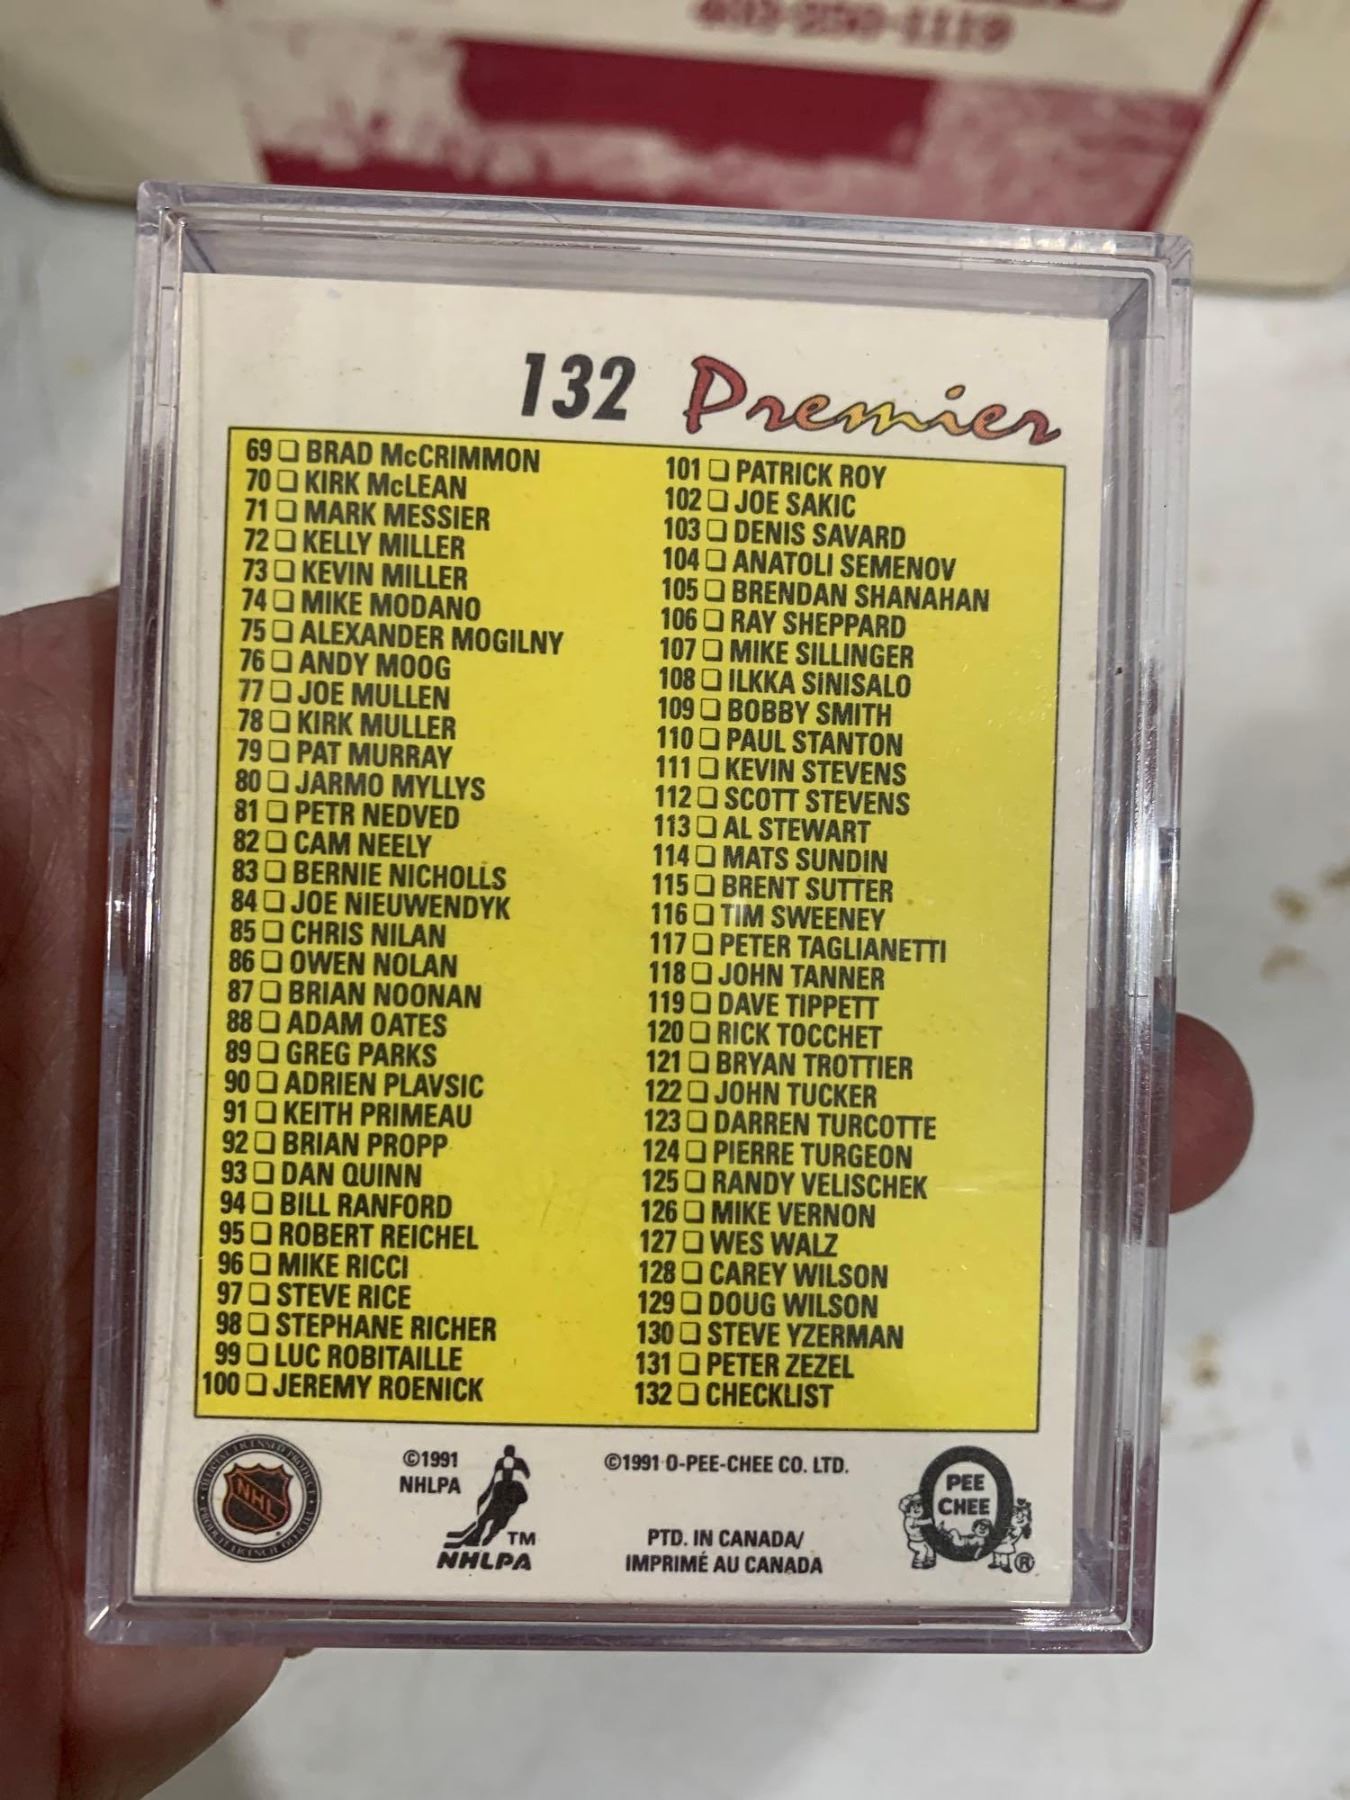 403-250-1119
132 Premier
69 BRAD McCRIMMON
70 KIRK McLEAN
71 MARK MESSIER
72 KELLY MILLER
73 KEVIN MILLER
74 MIKE MODANO
75 ALEXANDER MOGILNY
76 ANDY MOOG
77 JOE MULLEN
78 KIRK MULLER
79 PAT MURRAY
80 JARMO MYLLYS
81 PETR NEDVED
82 CAM NEELY
83 BERNIE NICHOLLS
84 JOE NIEUWENDYK
85 CHRIS NILAN
86 OWEN NOLAN
87 BRIAN NOONAN
88 ADAM OATES
89 GREG PARKS
90 ADRIEN PLAVSIC
91 KEITH PRIMEAU
92 BRIAN PROPP
93 DAN QUINN
94 BILL RANFORD
95 ROBERT REICHEL
96 MIKE RICCI
97 STEVE RICE
98 STEPHANE RICHER
99 LUC ROBITAILLE
100 JEREMY ROENICK
101 PATRICK ROY
102 JOE SAKIC
103 DENIS SAVARD
104 ANATOLI SEMENOV
105 BRENDAN SHANAHAN
106 RAY SHEPPARD
107 MIKE SILLINGER
108 ILKKA SINISALO
109 BOBBY SMITH
110 PAUL STANTON
111 KEVIN STEVENS
112 SCOTT STEVENS
113 AL STEWART
114 MATS SUNDIN
115 BRENT SUTTER
116 TIM SWEENEY
117 PETER TAGLIANETTI
118 JOHN TANNER
119 DAVE TIPPETT
120 RICK TOCCHET
121 BRYAN TROTTIER
122 JOHN TUCKER
123 DARREN TURCOTTE
124 PIERRE TURGEON
125 RANDY VELISCHEK
126 MIKE VERNON
127 WES WALZ
128 CAREY WILSON
129 DOUG WILSON
130 STEVE YZERMAN
131 PETER ZEZEL
132 CHECKLIST
OFFICIAL LICENSED PRODUCT
NHL
©1991
NHLPA
TM
NHLPA
©1991 O-PEE-CHEE CO. LTD.
PTD. IN CANADA/
IMPRIMÉ AU CANADA
PEE
CHEE
®